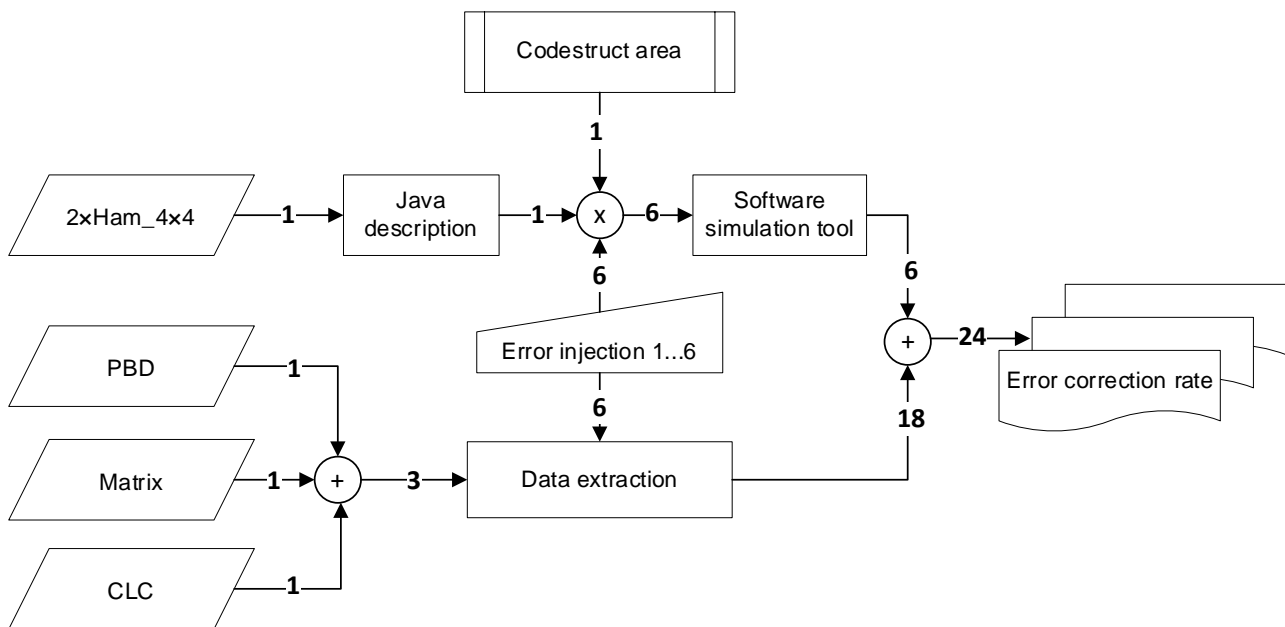 Codestruct area
1
2×Ham_4×4
1
Java
description
1
x
6
Software
simulation tool
6
6
Error injection 1...6
6
PBD
1
Matrix
1
+
3
Data extraction
18
+
24
Error correction rate
CLC
1